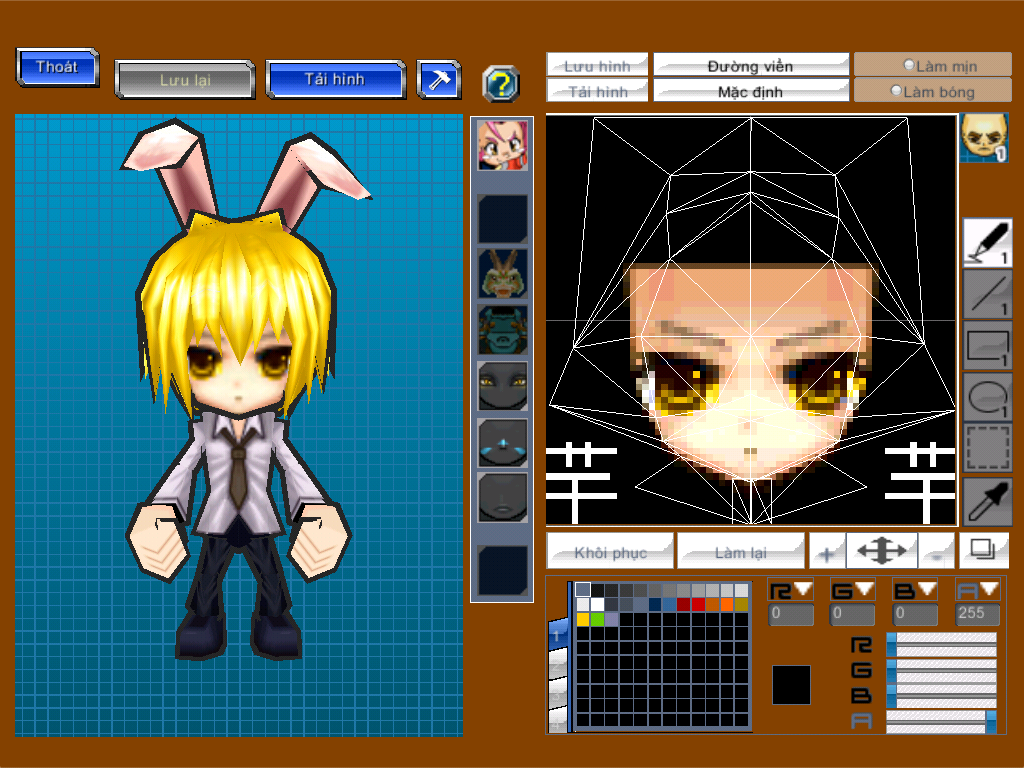 Thoát
Lưu lại
Tải hình
?
Lưu hình
Đường viền
Làm mịn
Tải hình
Mặc định
Làm bóng
1
1
1
1
1
Khôi phục
Làm lại
+
-
1
R G B A
0 0 0 255
R
G
B
A